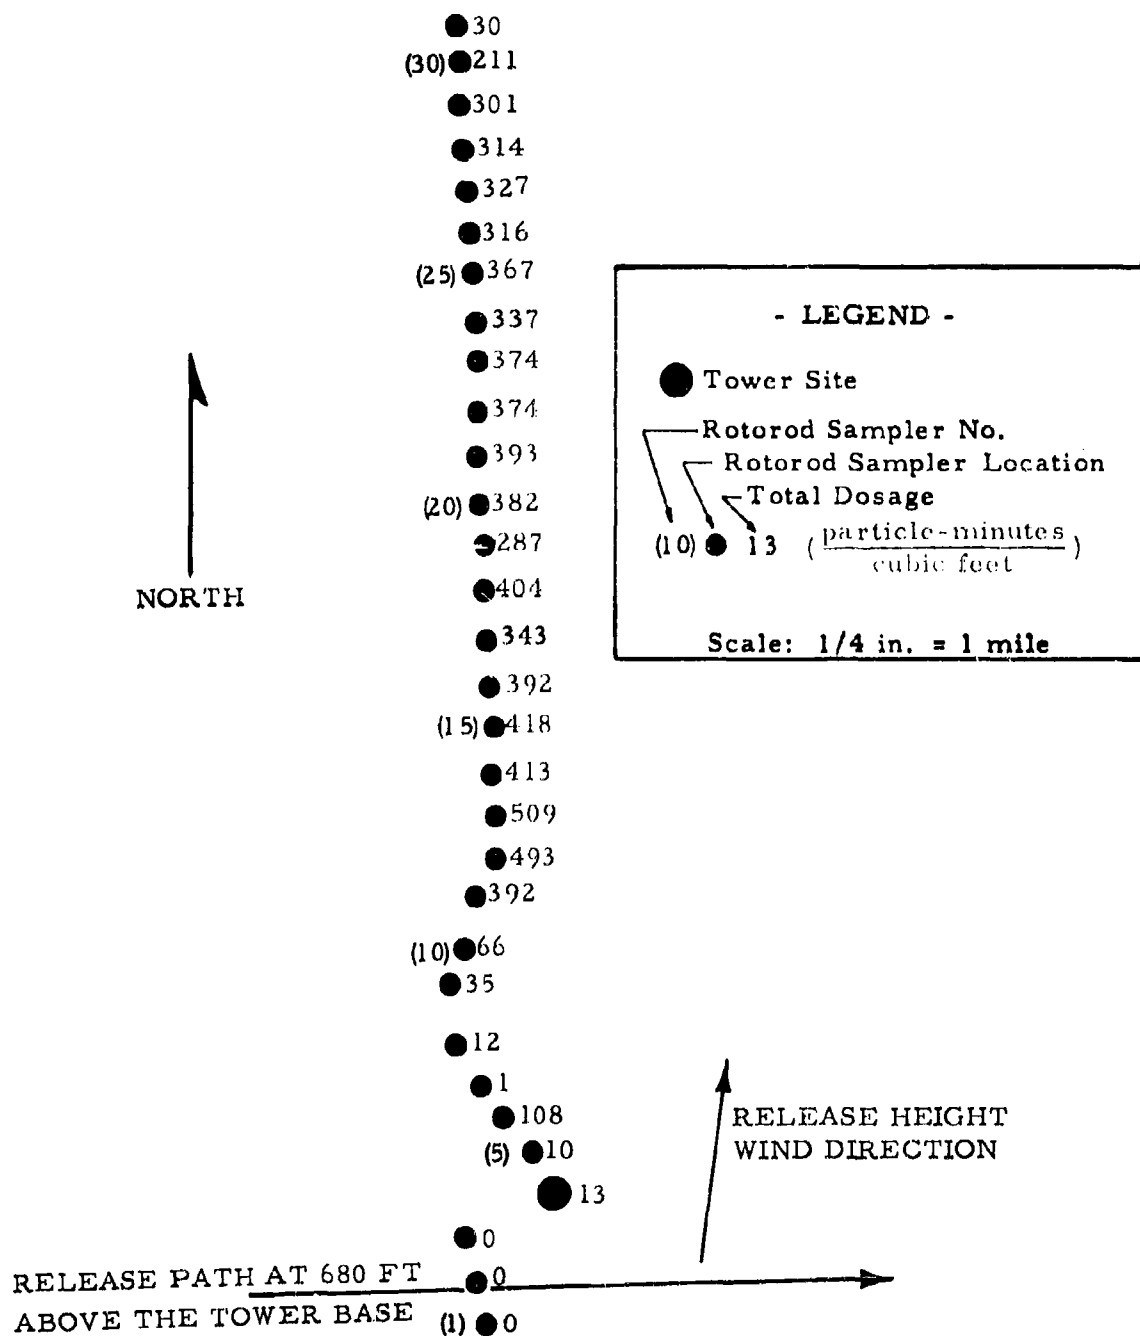 30
(30) 211
301
314
327
316
(25) 367
337
374
374
393
(20) 382
287
404
343
392
(15) 418
413
509
493
392
(10) 66
35
12
1
108
(5) 10
13
0
0
(1) 0
NORTH
- LEGEND -
Tower Site
Rotorod Sampler No.
Rotorod Sampler Location
Total Dosage
(10) 13 (particle-minutes
cubic feet)
Scale: 1/4 in. = 1 mile
RELEASE HEIGHT
WIND DIRECTION
RELEASE PATH AT 680 FT
ABOVE THE TOWER BASE